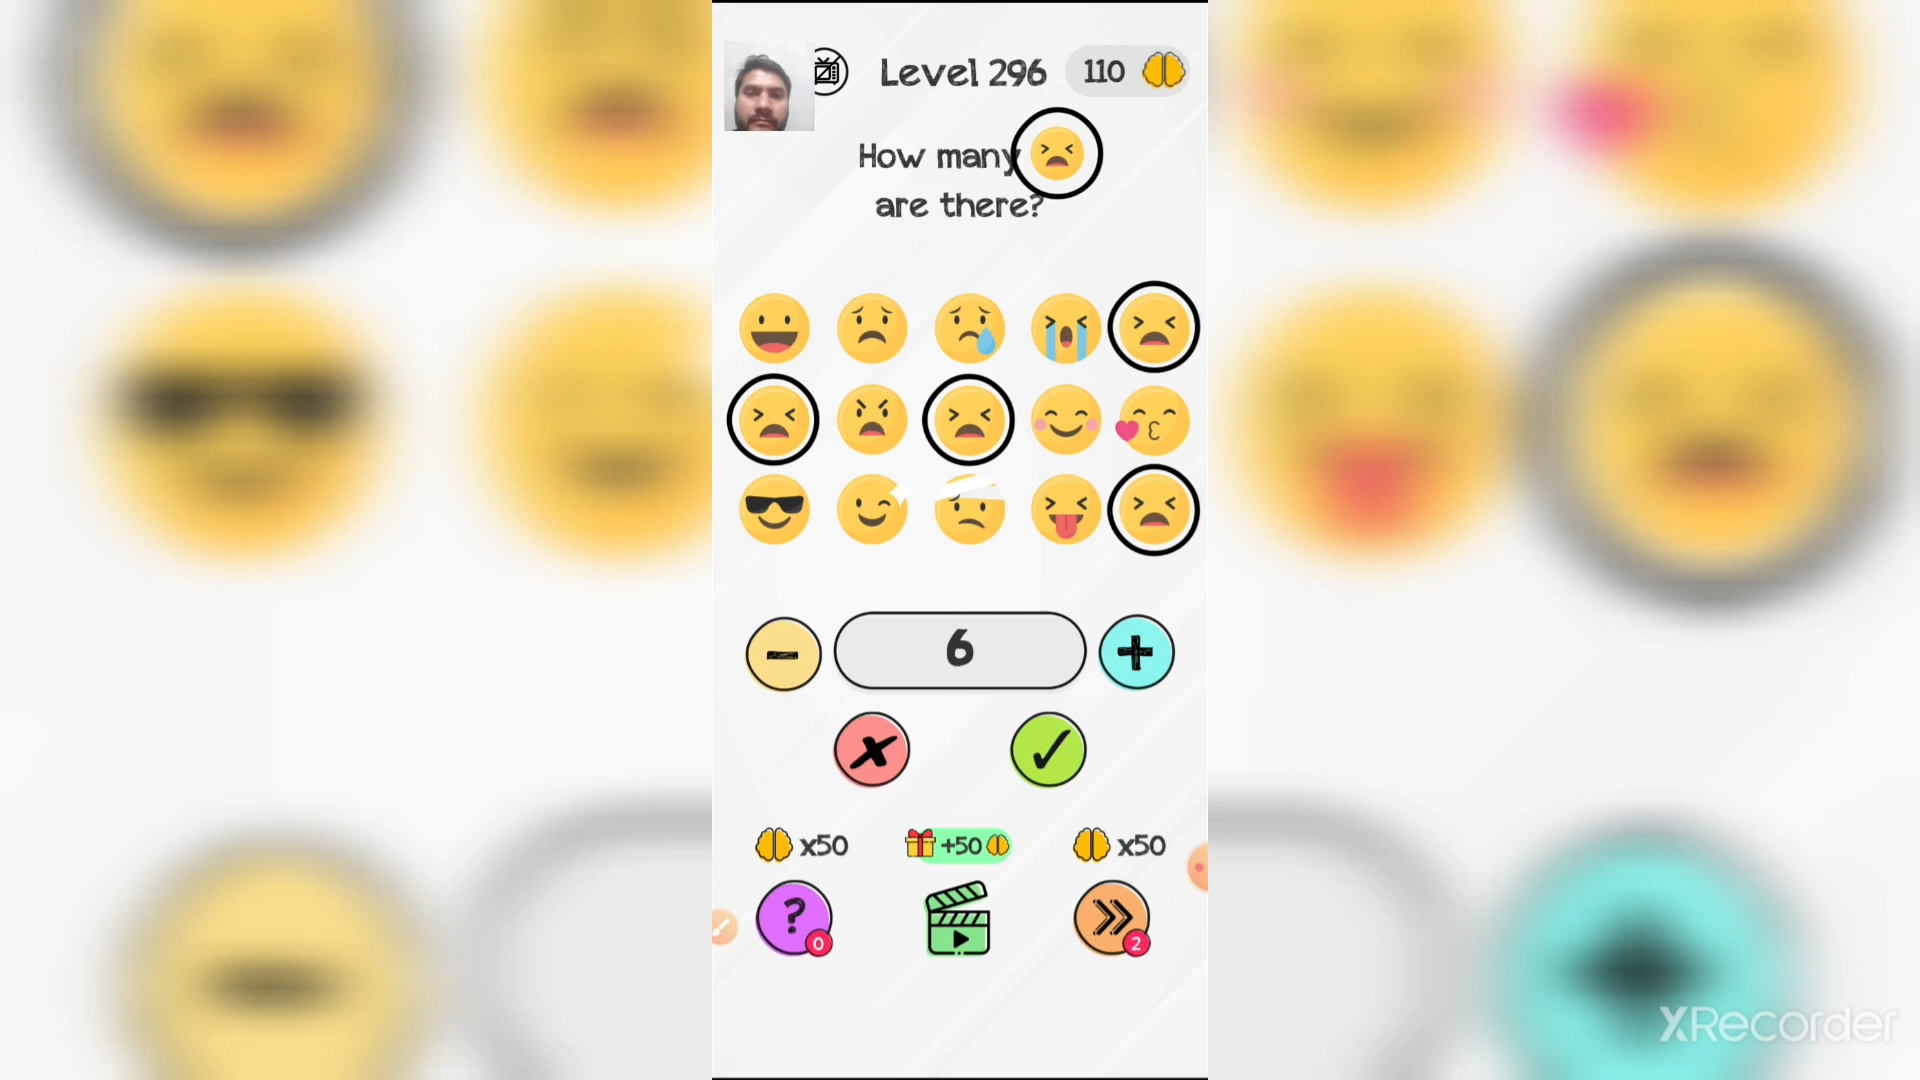 Level 296
110
How many
are there?
6
x50
+50
x50
?
0
2
XRecorder